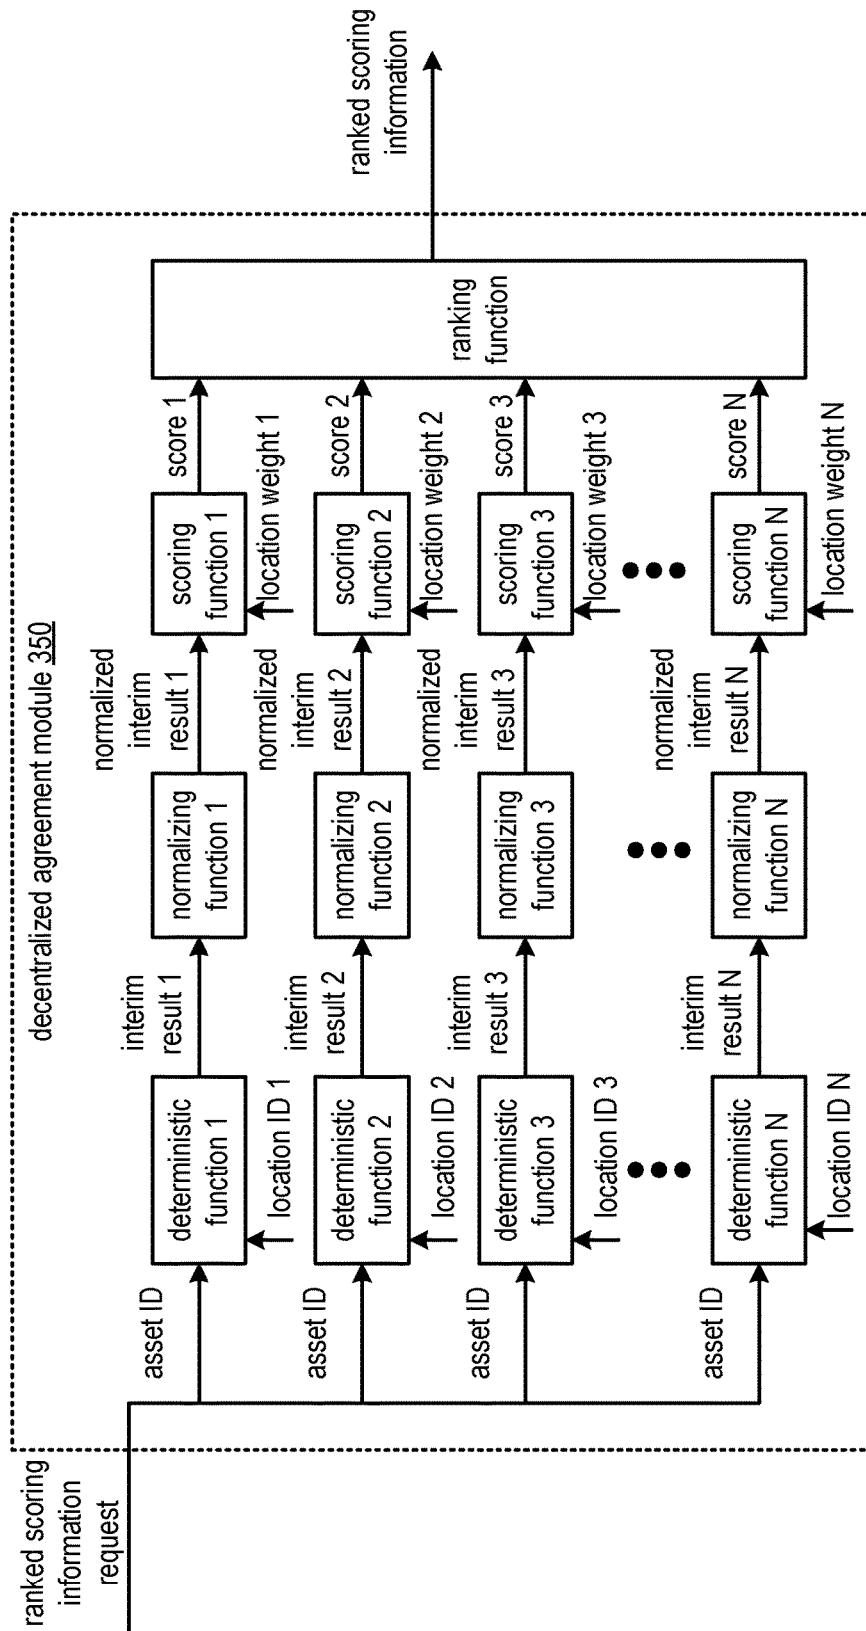 ranked scoring
information
request
decentralized agreement module 350
asset ID
deterministic
function 1
location ID 1
interim
result 1
normalizing
function 1
normalized
interim
result 1
scoring
function 1
location weight 1
score 1
asset ID
deterministic
function 2
location ID 2
interim
result 2
normalizing
function 2
normalized
interim
result 2
scoring
function 2
location weight 2
score 2
asset ID
deterministic
function 3
location ID 3
interim
result 3
normalizing
function 3
normalized
interim
result 3
scoring
function 3
location weight 3
score 3
asset ID
deterministic
function N
location ID N
interim
result N
normalizing
function N
normalized
interim
result N
scoring
function N
location weight N
score N
ranking
function
ranked scoring
information